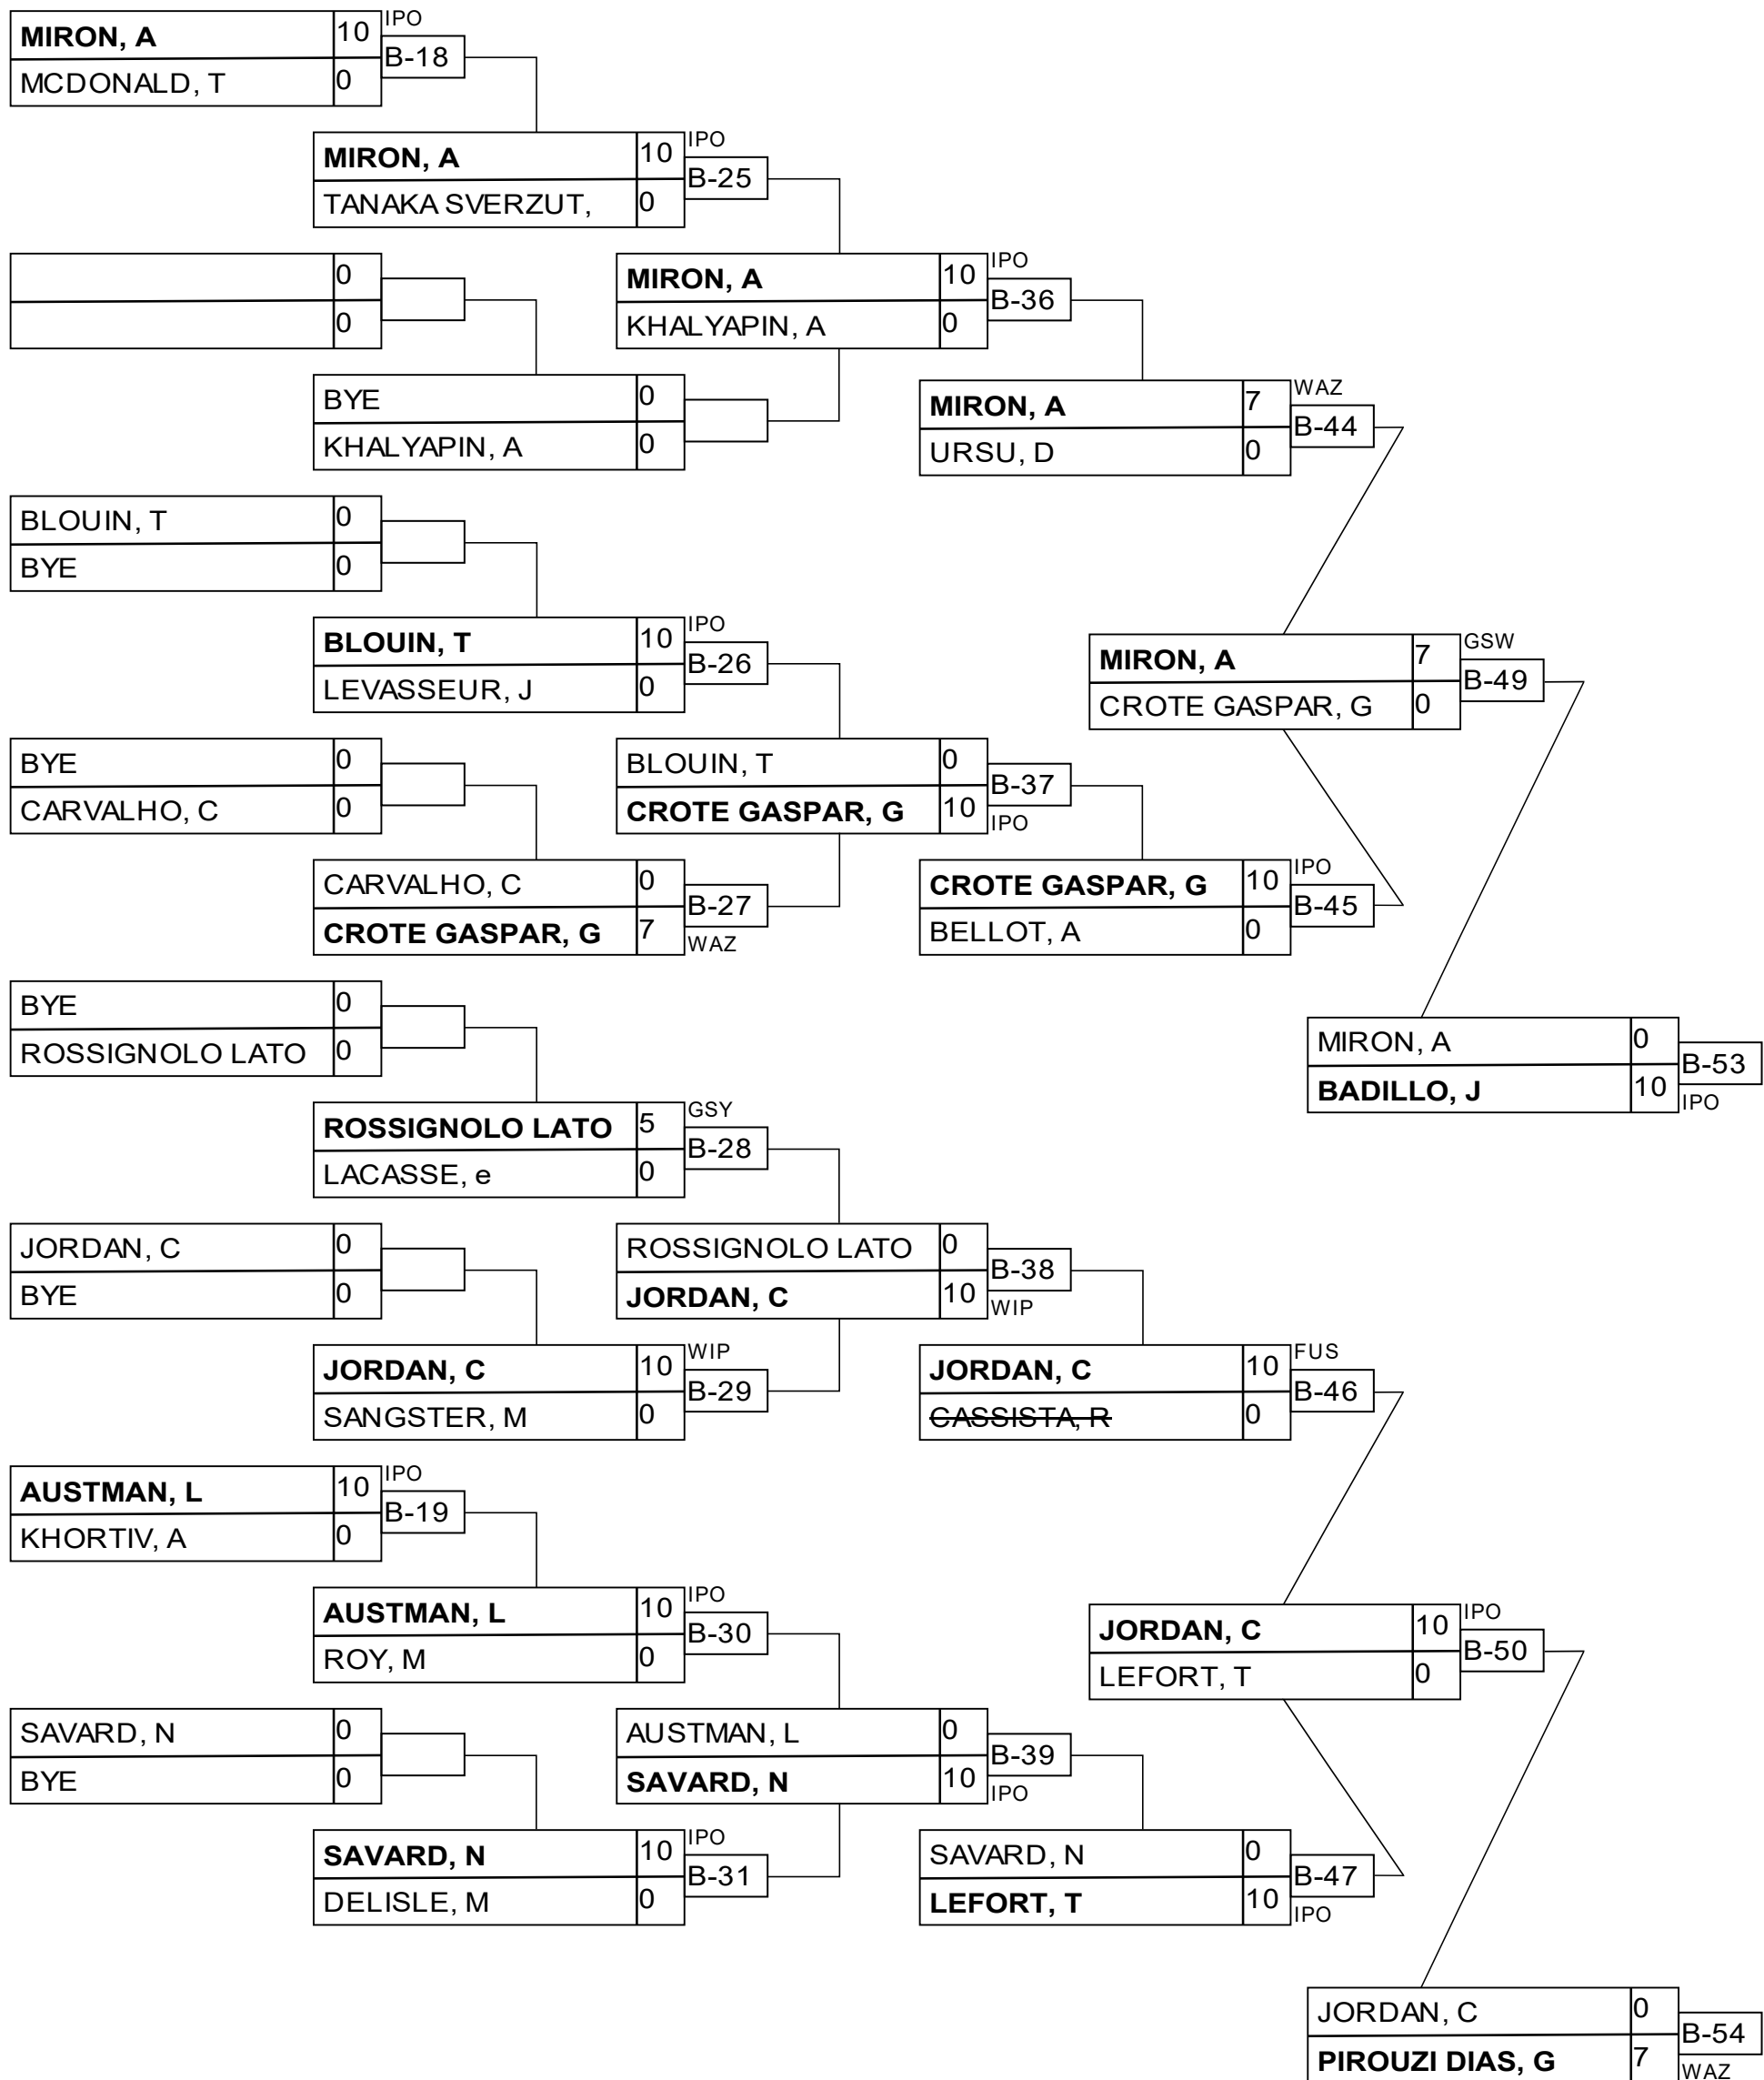 MIRON, A 10 IPO
B-18
MCDONALD, T 0
MIRON, A 10 IPO
B-25
TANAKA SVERZUT, 0
0
0
MIRON, A 10 IPO
B-36
KHALYAPIN, A 0
BYE 0
KHALYAPIN, A 0
MIRON, A 7 WAZ
B-44
URSU, D 0
BLOUIN, T 0
BYE 0
BLOUIN, T 10 IPO
B-26
LEVASSEUR, J 0
MIRON, A 7 GSW
B-49
CROTE GASPAR, G 0
BYE 0
CARVALHO, C 0
BLOUIN, T 0
B-37
CROTE GASPAR, G 10 IPO
CARVALHO, C 0
B-27
CROTE GASPAR, G 7 WAZ
CROTE GASPAR, G 10 IPO
B-45
BELLOT, A 0
BYE 0
ROSSIGNOLO LATO 0
MIRON, A 0
B-53
BADILLO, J 10 IPO
ROSSIGNOLO LATO 5 GSY
B-28
LACASSE, e 0
JORDAN, C 0
BYE 0
ROSSIGNOLO LATO 0
B-38
JORDAN, C 10 WIP
JORDAN, C 10 WIP
B-29
SANGSTER, M 0
JORDAN, C 10 FUS
B-46
CASSISTA, R 0
AUSTMAN, L 10 IPO
B-19
KHORTIV, A 0
AUSTMAN, L 10 IPO
B-30
ROY, M 0
JORDAN, C 10 IPO
B-50
LEFORT, T 0
SAVARD, N 0
BYE 0
AUSTMAN, L 0
B-39
SAVARD, N 10 IPO
SAVARD, N 10 IPO
B-31
DELISLE, M 0
SAVARD, N 0
B-47
LEFORT, T 10 IPO
JORDAN, C 0
B-54
PIROUZI DIAS, G 7 WAZ